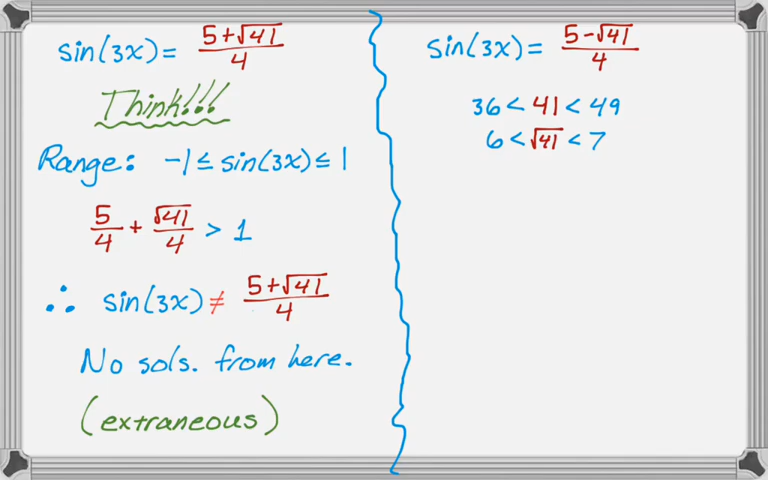 sin(3x) = (5+√41)/4
Think!!!
Range: -1 ≤ sin(3x) ≤ 1
5/4 + √41/4 > 1
∴ sin(3x) ≠ (5+√41)/4
No sols. from here.
(extraneous)
sin(3x) = (5-√41)/4
36 < 41 < 49
6 < √41 < 7